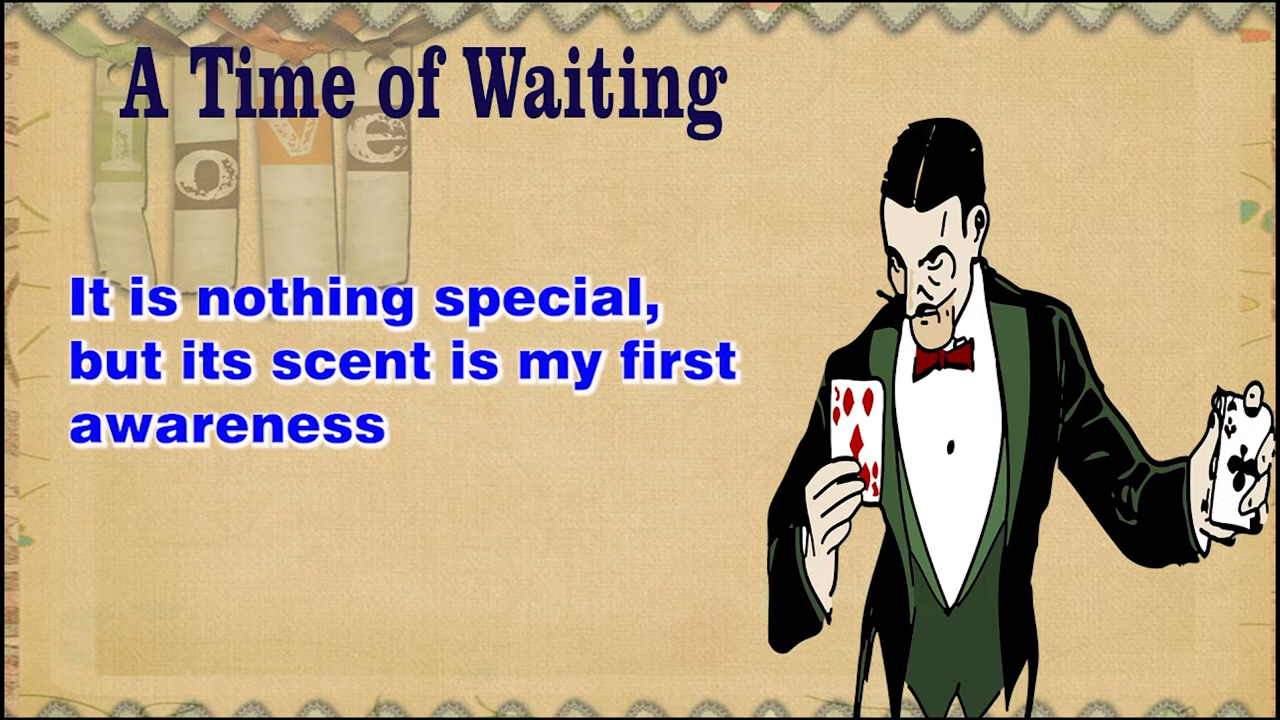 A Time of Waiting
love
It is nothing special,
but its scent is my first
awareness